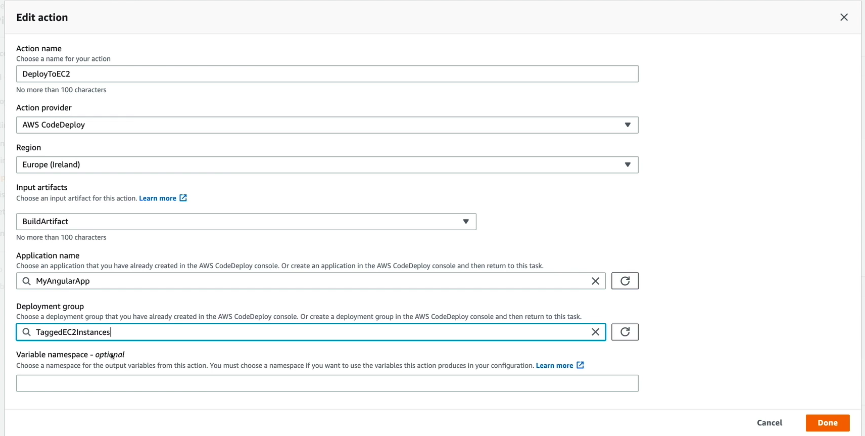 Edit action
Action name
Choose a name for your action
DeployToEC2
No more than 100 characters
Action provider
AWS CodeDeploy
Region
Europe (Ireland)
Input artifacts
Choose an input artifact for this action. Learn more
BuildArtifact
No more than 100 characters
Application name
Choose an application that you have already created in the AWS CodeDeploy console. Or create an application in the AWS CodeDeploy console and then return to this task.
MyAngularApp
Deployment group
Choose a deployment group that you have already created in the AWS CodeDeploy console. Or create a deployment group in the AWS CodeDeploy console and then return to this task.
TaggedEC2Instances
Variable namespace - optional
Choose a namespace for the output variables from this action. You must choose a namespace if you want to use the variables this action produces in your configuration. Learn more
Cancel
Done